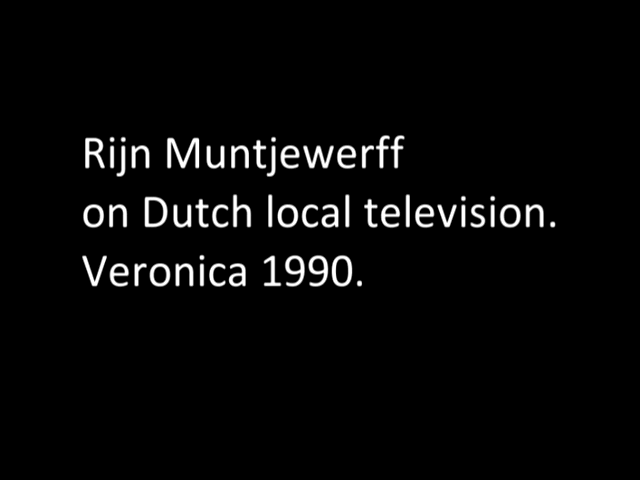 Rijn Muntjewerff
on Dutch local television.
Veronica 1990.